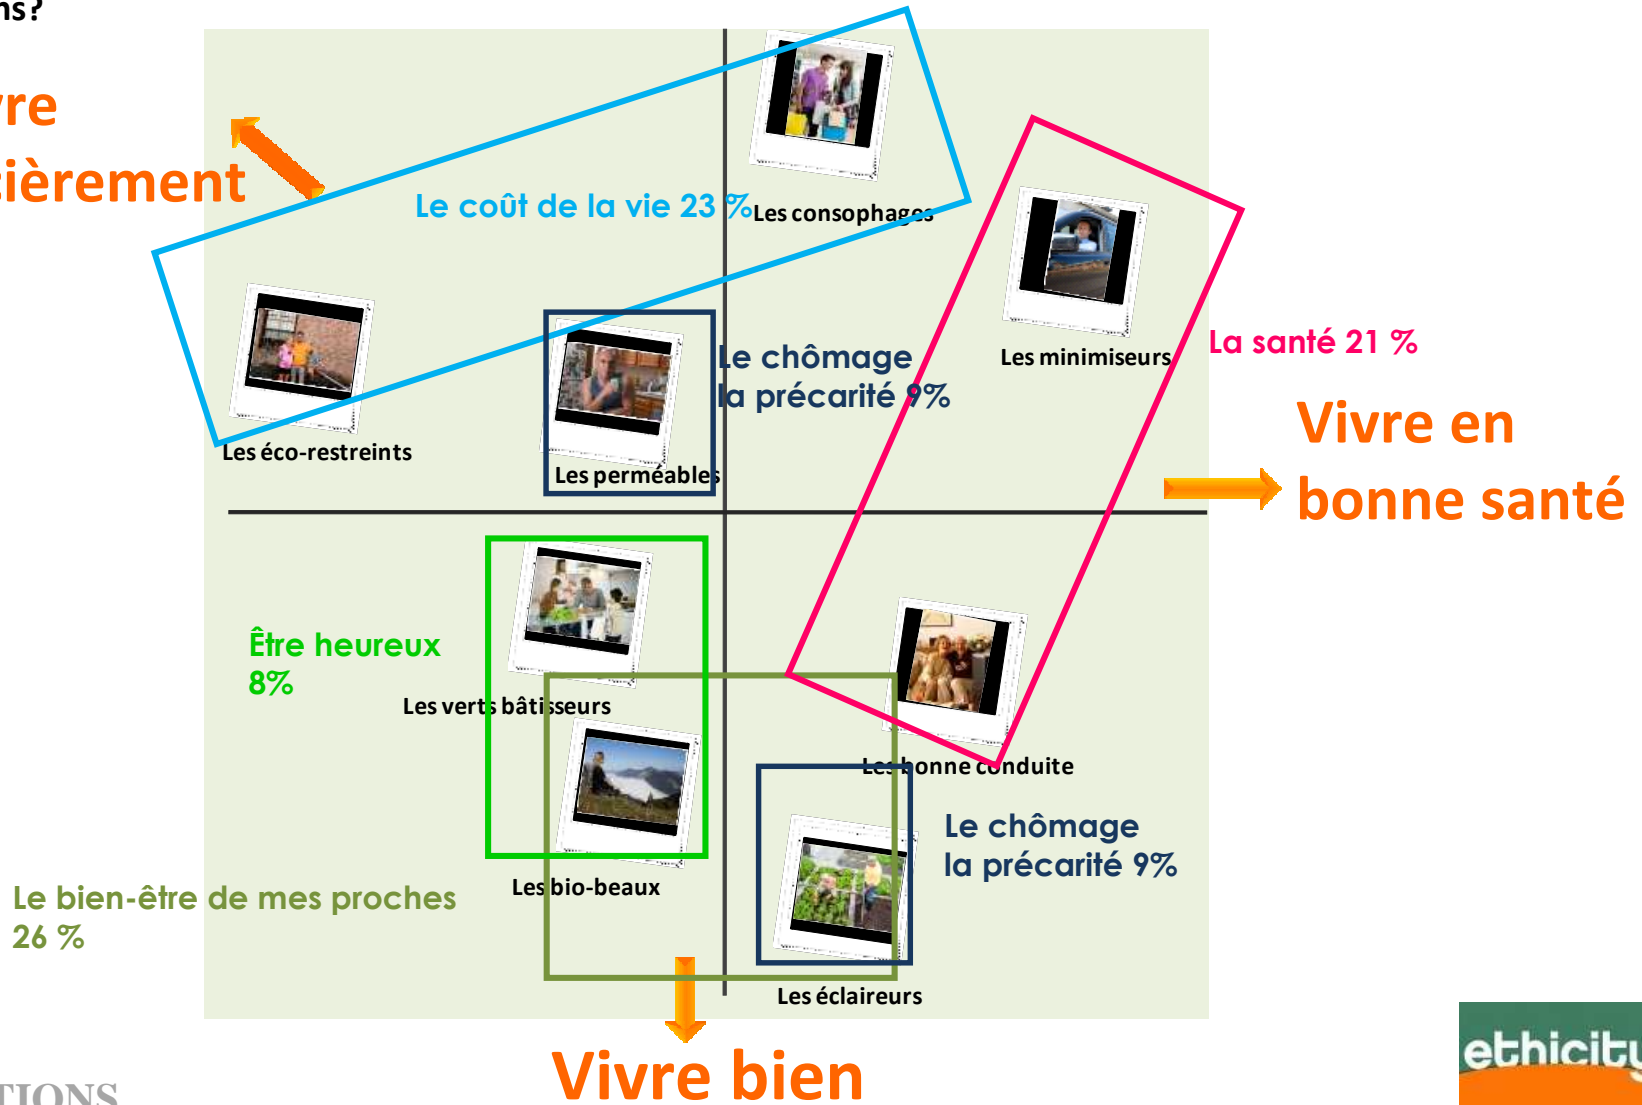 ns?
vre
cièrement
Le coût de la vie 23 %
Les consophages
La santé 21 %
Le chômage
la précarité 9%
Les minimiseurs
Vivre en
bonne santé
Les éco-restreints
Les perméables
Être heureux
8%
Les verts bâtisseurs
Les bonne conduite
Le chômage
la précarité 9%
Les bio-beaux
Le bien-être de mes proches
26 %
Les éclaireurs
Vivre bien
TIONS
ethicity